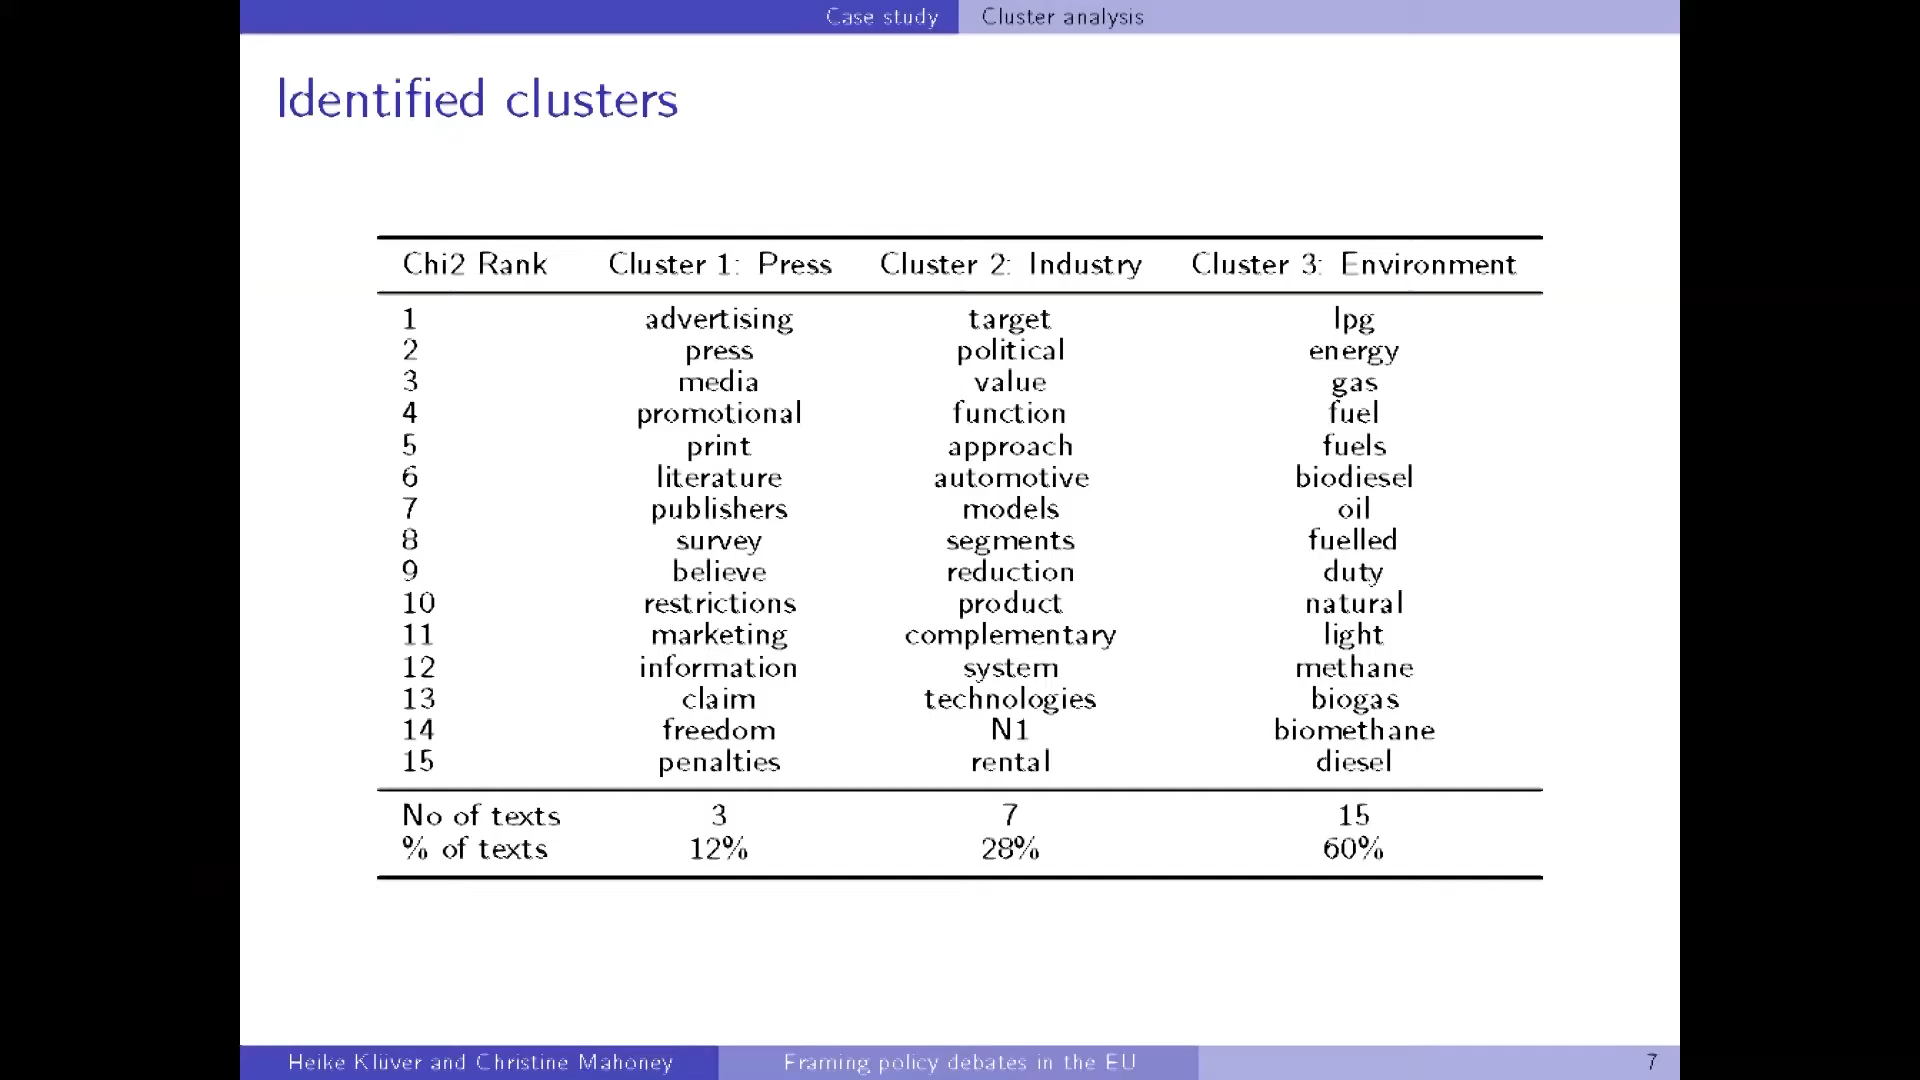 Case study Cluster analysis
Identified clusters
Chi2 Rank Cluster 1: Press Cluster 2: Industry Cluster 3: Environment
1 advertising target lpg
2 press political energy
3 media value gas
4 promotional function fuel
5 print approach fuels
6 literature automotive biodiesel
7 publishers models oil
8 survey segments fuelled
9 believe reduction duty
10 restrictions product natural
11 marketing complementary light
12 information system methane
13 claim technologies biogas
14 freedom N1 biomethane
15 penalties rental diesel
No of texts 3 7 15
% of texts 12% 28% 60%
Heike Klüver and Christine Mahoney Framing policy debates in the EU 7